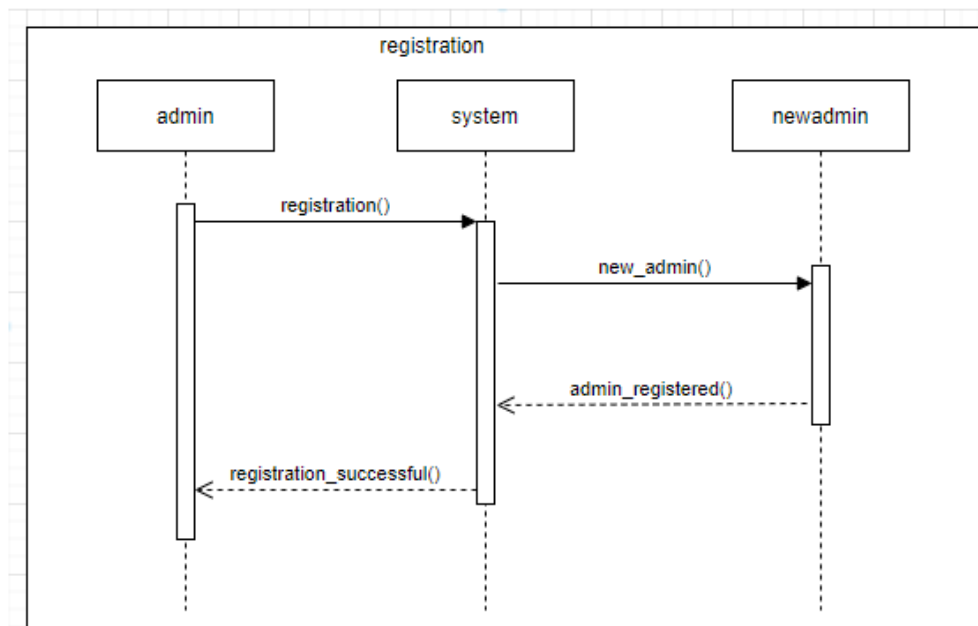 registration
admin
system
newadmin
registration()
new_admin()
admin_registered()
registration_successful()